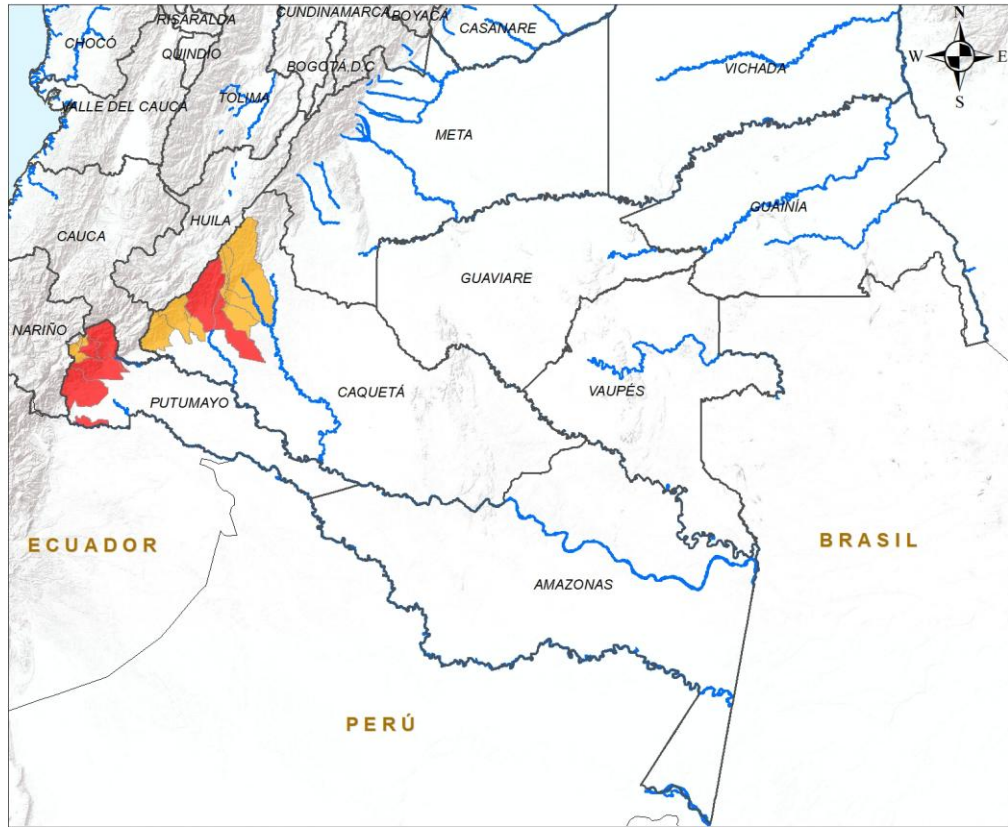 CUNDINAMARCA
BOYACÁ
RISARALDA
CASANARE
N
CHOCÓ
QUINDIO
BOGOTÁ D.C
VICHADA
W
E
S
VALLE DEL CAUCA
TOLIMA
META
GUAINÍA
HUILA
CAUCA
GUAVIARE
NARIÑO
PUTUMAYO
CAQUETÁ
VAUPÉS
ECUADOR
BRASIL
AMAZONAS
PERÚ